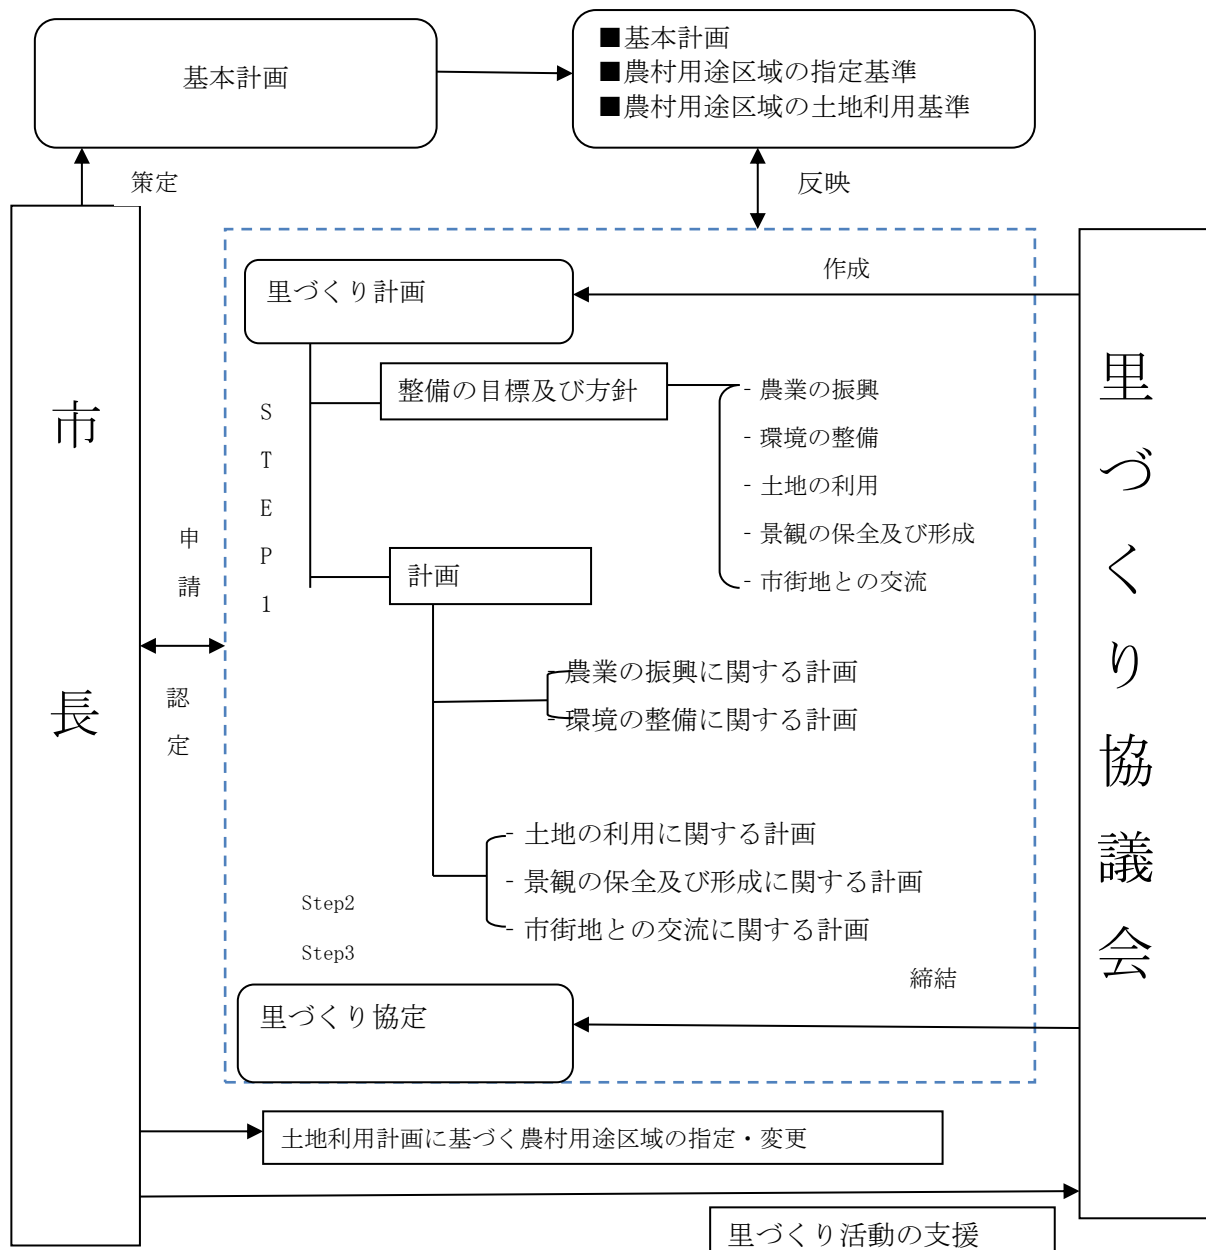 基本計画
■基本計画
■農村用途区域の指定基準
■農村用途区域の土地利用基準
策定
反映
市長
里づくり協議会
里づくり計画
作成
STEP1
整備の目標及び方針
- 農業の振興
- 環境の整備
- 土地の利用
- 景観の保全及び形成
- 市街地との交流
申請
認定
計画
- 農業の振興に関する計画
- 環境の整備に関する計画
- 土地の利用に関する計画
- 景観の保全及び形成に関する計画
- 市街地との交流に関する計画
Step2
Step3
締結
里づくり協定
土地利用計画に基づく農村用途区域の指定・変更
里づくり活動の支援